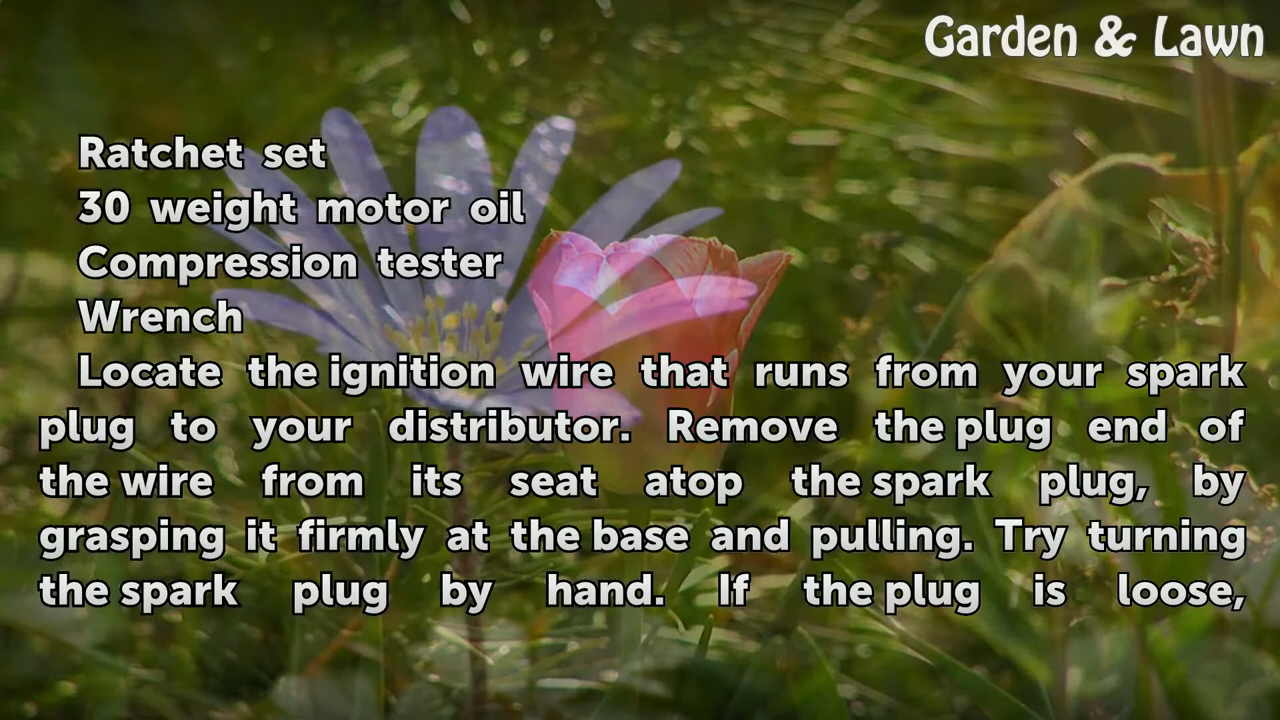 Garden & Lawn
Ratchet set
30 weight motor oil
Compression tester
Wrench
Locate the ignition wire that runs from your spark
plug to your distributor. Remove the plug end of
the wire from its seat atop the spark plug, by
grasping it firmly at the base and pulling. Try turning
the spark plug by hand. If the plug is loose,